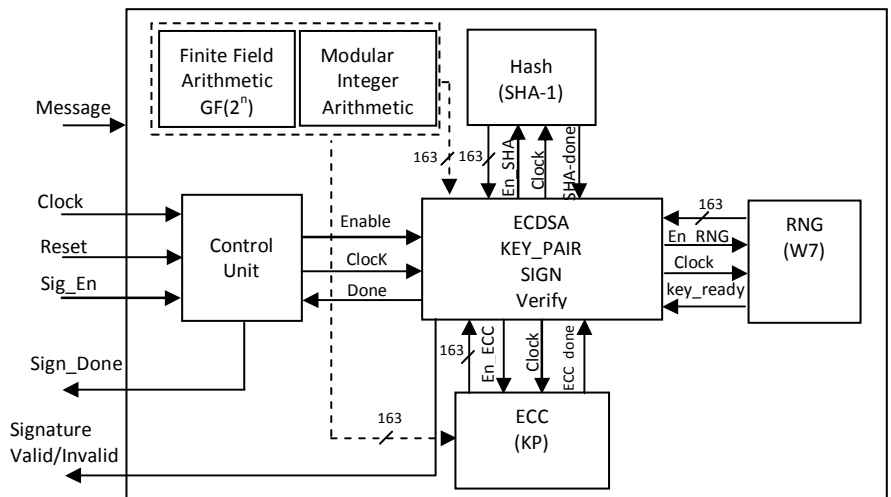 Finite Field
Arithmetic
GF(2ⁿ)
Modular
Integer
Arithmetic
Hash
(SHA-1)
Message
163
163
En_SHA
Clock
SHA-done
Clock
Reset
Sig_En
Control
Unit
Enable
ClocK
Done
ECDSA
KEY_PAIR
SIGN
Verify
163
En_RNG
Clock
key_ready
RNG
(W7)
163
En_ECC
Clock
ECC_done
Sign_Done
163
ECC
(KP)
Signature
Valid/Invalid